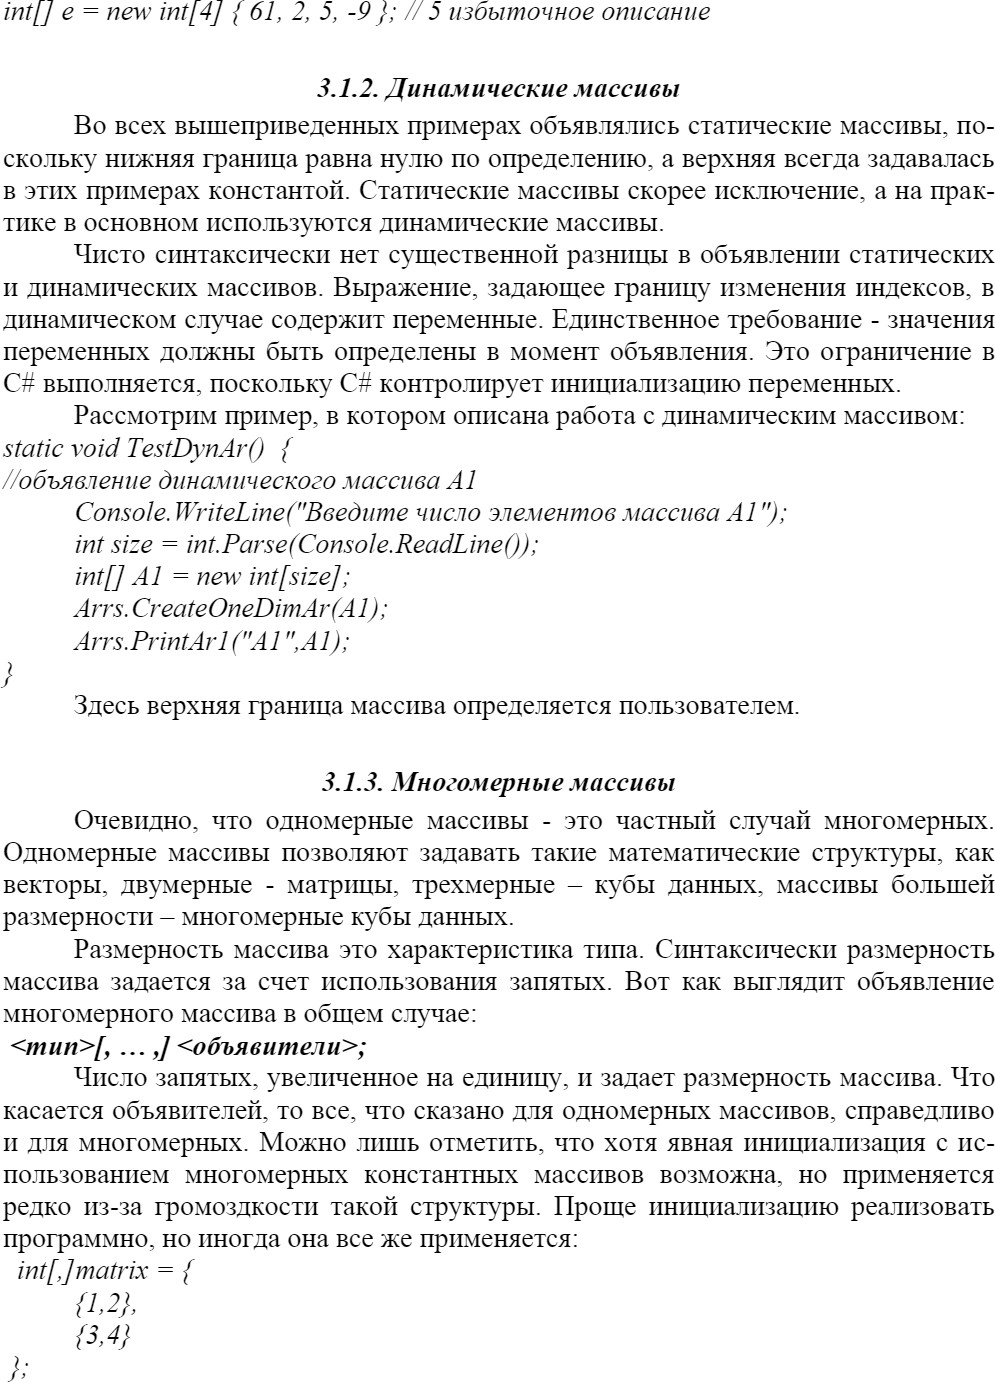 int[] e = new int[4] { 61, 2, 5, -9 }; // 5 избыточное описание
3.1.2. Динамические массивы
Во всех вышеприведенных примерах объявлялись статические массивы, по-
скольку нижняя граница равна нулю по определению, а верхняя всегда задавалась
в этих примерах константой. Статические массивы скорее исключение, а на прак-
тике в основном используются динамические массивы.
Чисто синтаксически нет существенной разницы в объявлении статических
и динамических массивов. Выражение, задающее границу изменения индексов, в
динамическом случае содержит переменные. Единственное требование - значения
переменных должны быть определены в момент объявления. Это ограничение в
C# выполняется, поскольку C# контролирует инициализацию переменных.
Рассмотрим пример, в котором описана работа с динамическим массивом:
static void TestDynAr()  {
//объявление динамического массива A1
Console.WriteLine("Введите число элементов массива A1");
int size = int.Parse(Console.ReadLine());
int[] A1 = new int[size];
Arrs.CreateOneDimAr(A1);
Arrs.PrintAr1("A1",A1);
}
Здесь верхняя граница массива определяется пользователем.
3.1.3. Многомерные массивы
Очевидно, что одномерные массивы - это частный случай многомерных.
Одномерные массивы позволяют задавать такие математические структуры, как
векторы, двумерные - матрицы, трехмерные – кубы данных, массивы большей
размерности – многомерные кубы данных.
Размерность массива это характеристика типа. Синтаксически размерность
массива задается за счет использования запятых. Вот как выглядит объявление
многомерного массива в общем случае:
<тип>[, … ,] <объявители>;
Число запятых, увеличенное на единицу, и задает размерность массива. Что
касается объявителей, то все, что сказано для одномерных массивов, справедливо
и для многомерных. Можно лишь отметить, что хотя явная инициализация с ис-
пользованием многомерных константных массивов возможна, но применяется
редко из-за громоздкости такой структуры. Проще инициализацию реализовать
программно, но иногда она все же применяется:
int[,]matrix = {
{1,2},
{3,4}
};